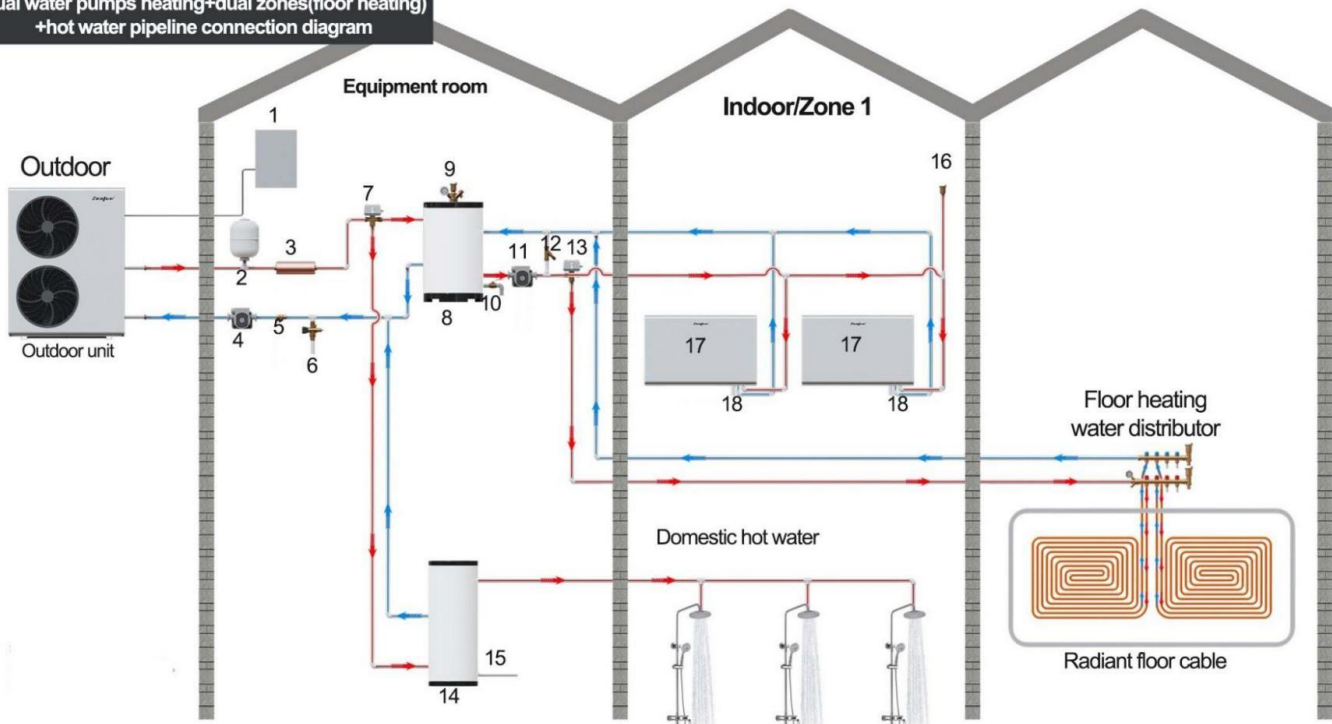 ual water pumps heating+dual zones(floor heating)
+hot water pipeline connection diagram
Equipment room
Indoor/Zone 1
Outdoor
Outdoor unit
1
2
3
4
5
6
7
8
9
10
11
12
13
16
17
17
18
18
Floor heating
water distributor
Domestic hot water
14
15
Radiant floor cable